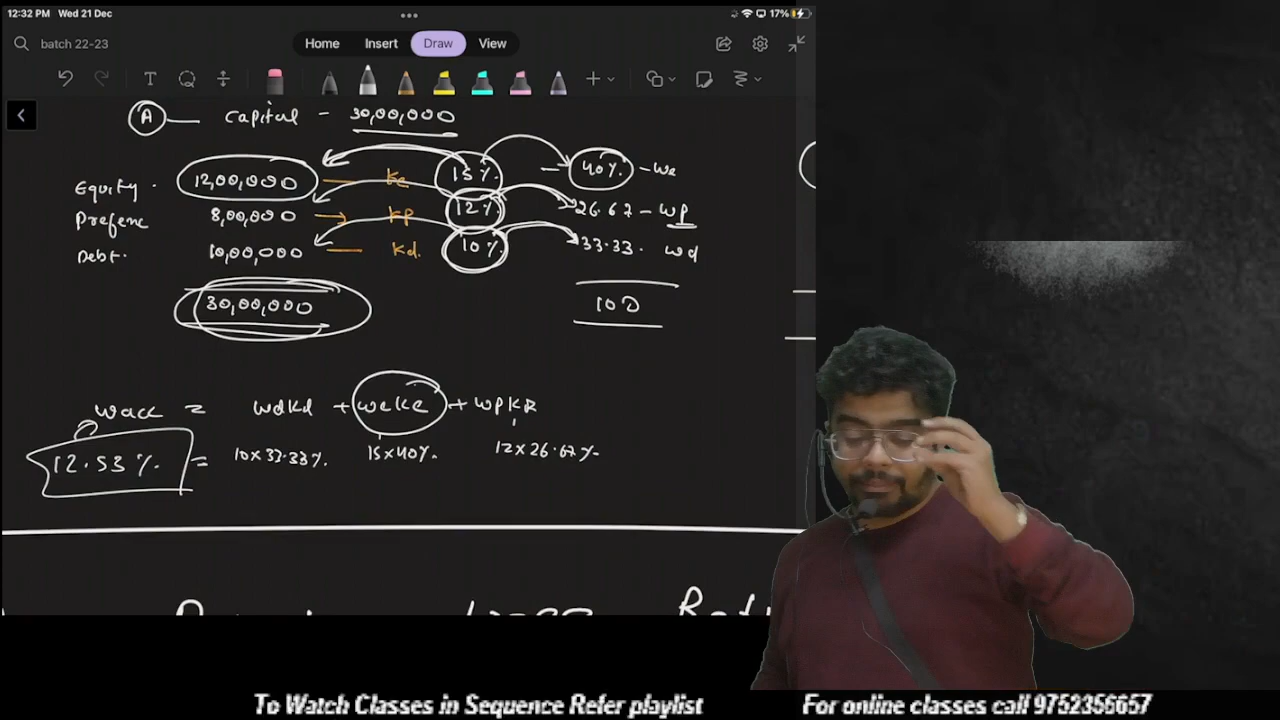 12:32 PM Wed 21 Dec
17%
batch 22-23
Home Insert Draw View
A — Capital - 30,00,000
Equity. 12,00,000 — Ke 15% — 40% - We
Prefenc 8,00,000 → Kp 12% 26.67 - Wp
Debt. 10,00,000 — Kd. 10% 33.33. Wd
30,00,000 100
Wacc = WdKd + WeKe + WpKp
12.53% = 10×33.33%. 15×40%. 12×26.67%
To Watch Classes in Sequence Refer playlist
For online classes call 9752356657